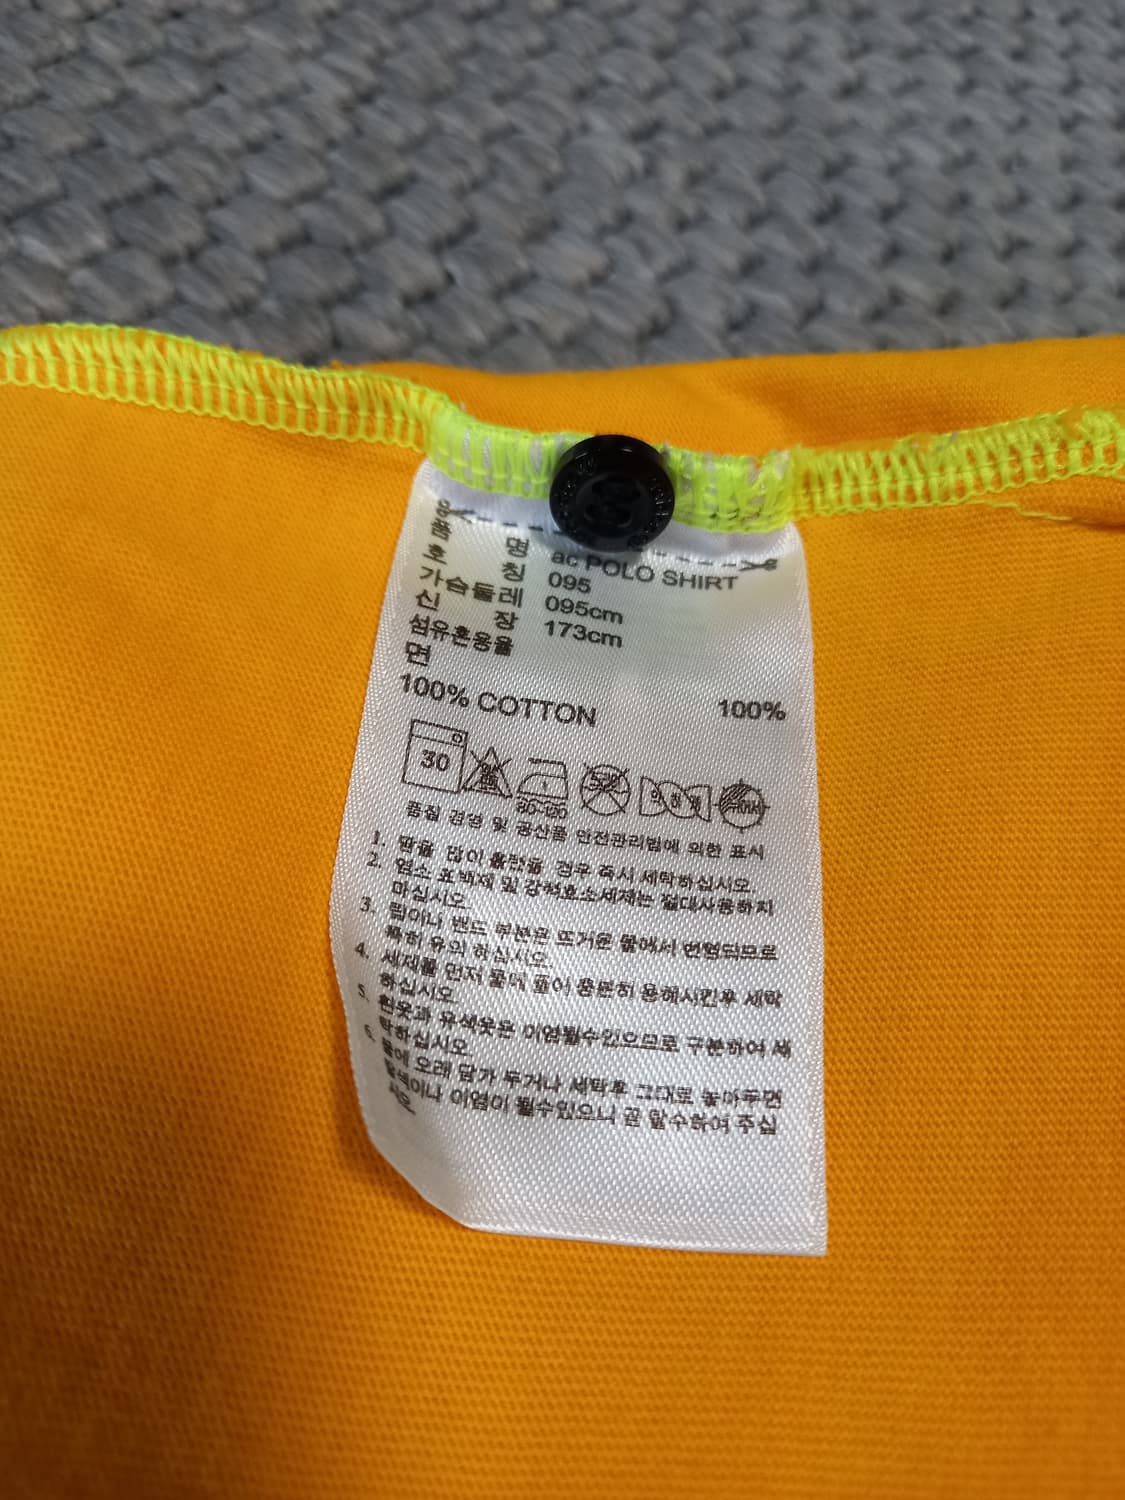 품 명 ac POLO SHIRT
호 칭 095
가슴둘레 095cm
신 장 173cm
섬유혼용율
면
100% COTTON 100%
30
80-120
품질 경영 및 공산품 안전관리법에 의한 표시
1. 땀을 많이 흘렸을 경우 즉시 세탁하십시오.
2. 염소 표백제 및 강력효소세제는 절대사용하지
마십시오.
3. 립이나 밴드 부분은 뜨거운 물에서 변형되므로
특히 유의 하십시오.
4. 세재를 먼저 물에 풀어 충분히 용해시킨후 세탁
하십시오.
5. 흰옷과 유색옷은 이염될수있으므로 구분하여 세
탁하십시오.
6. 물에 오래 담가 두거나 세탁후 그대로 놓아두면
탈색이나 이염이 될수있으니 곧 말수하여 주십
시오.